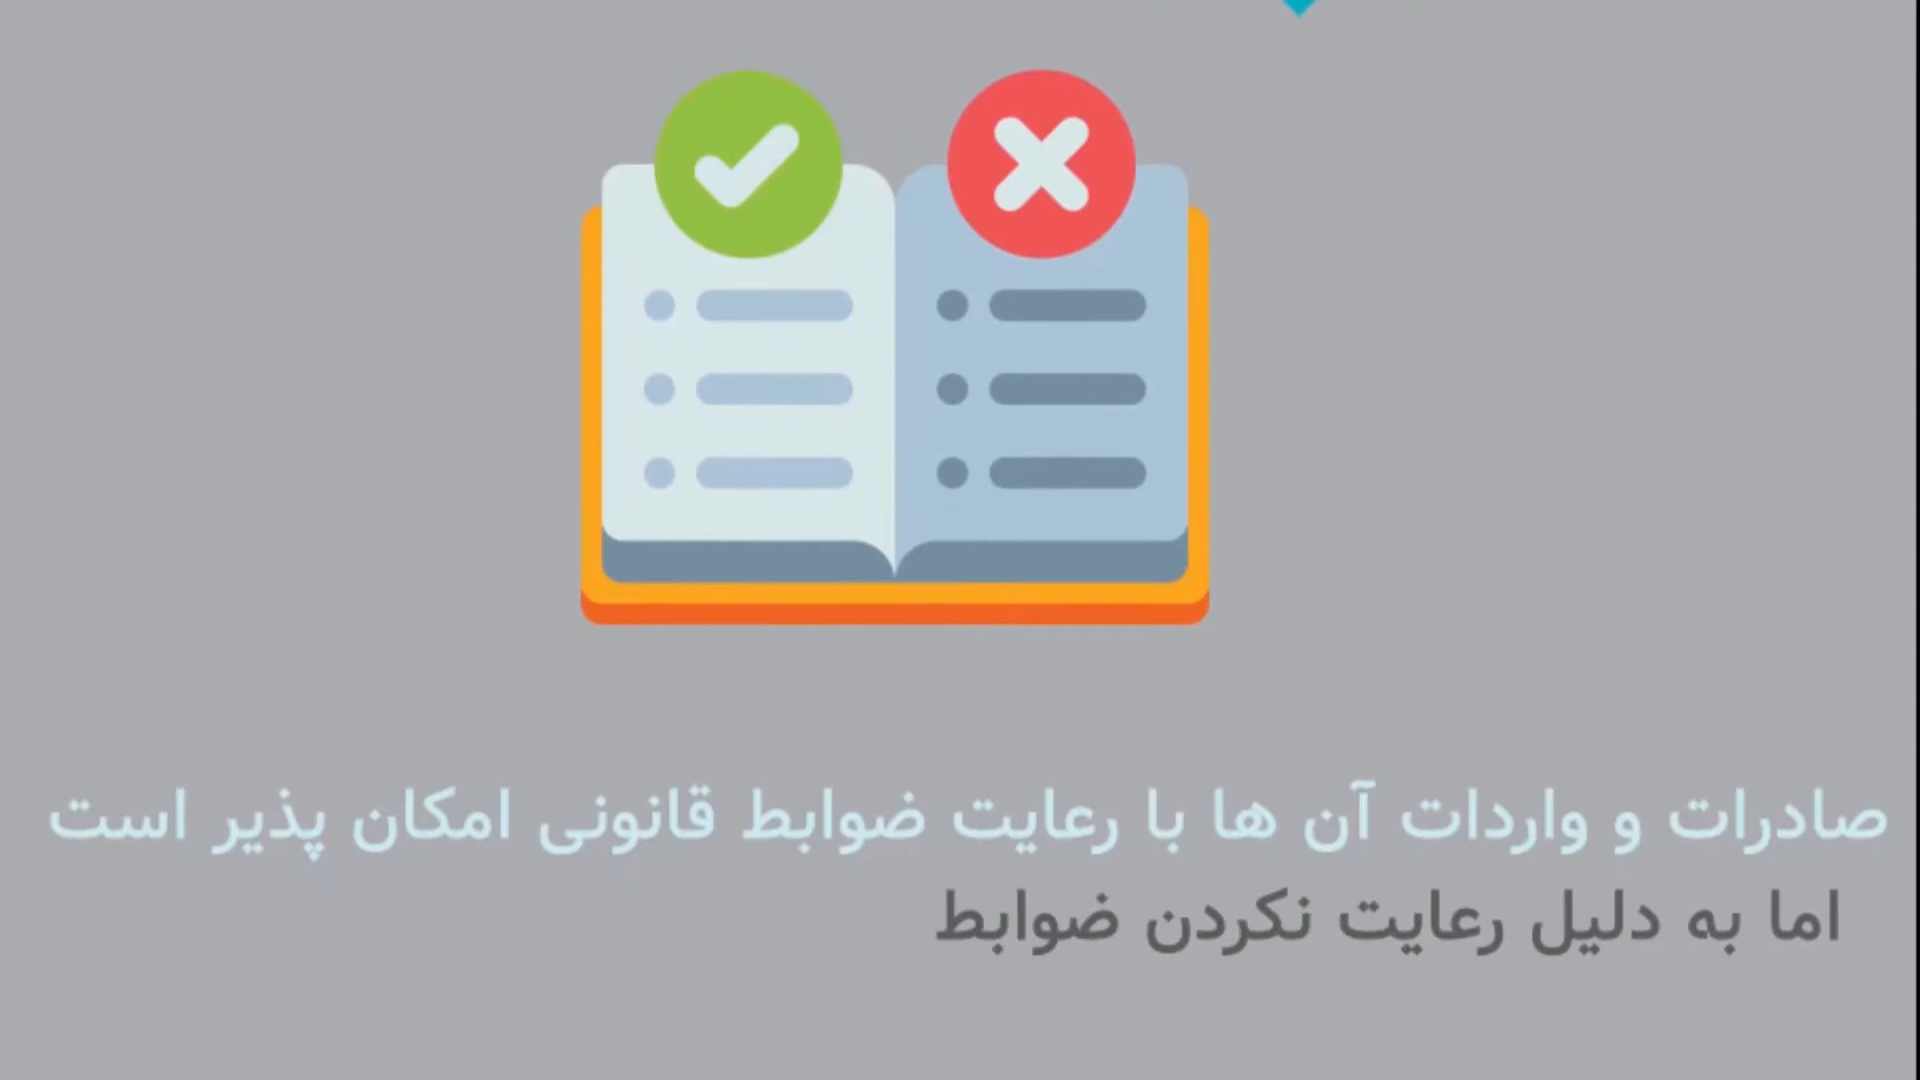 صادرات و واردات آن ها با رعایت ضوابط قانونی امکان پذیر است
اما به دلیل رعایت نکردن ضوابط